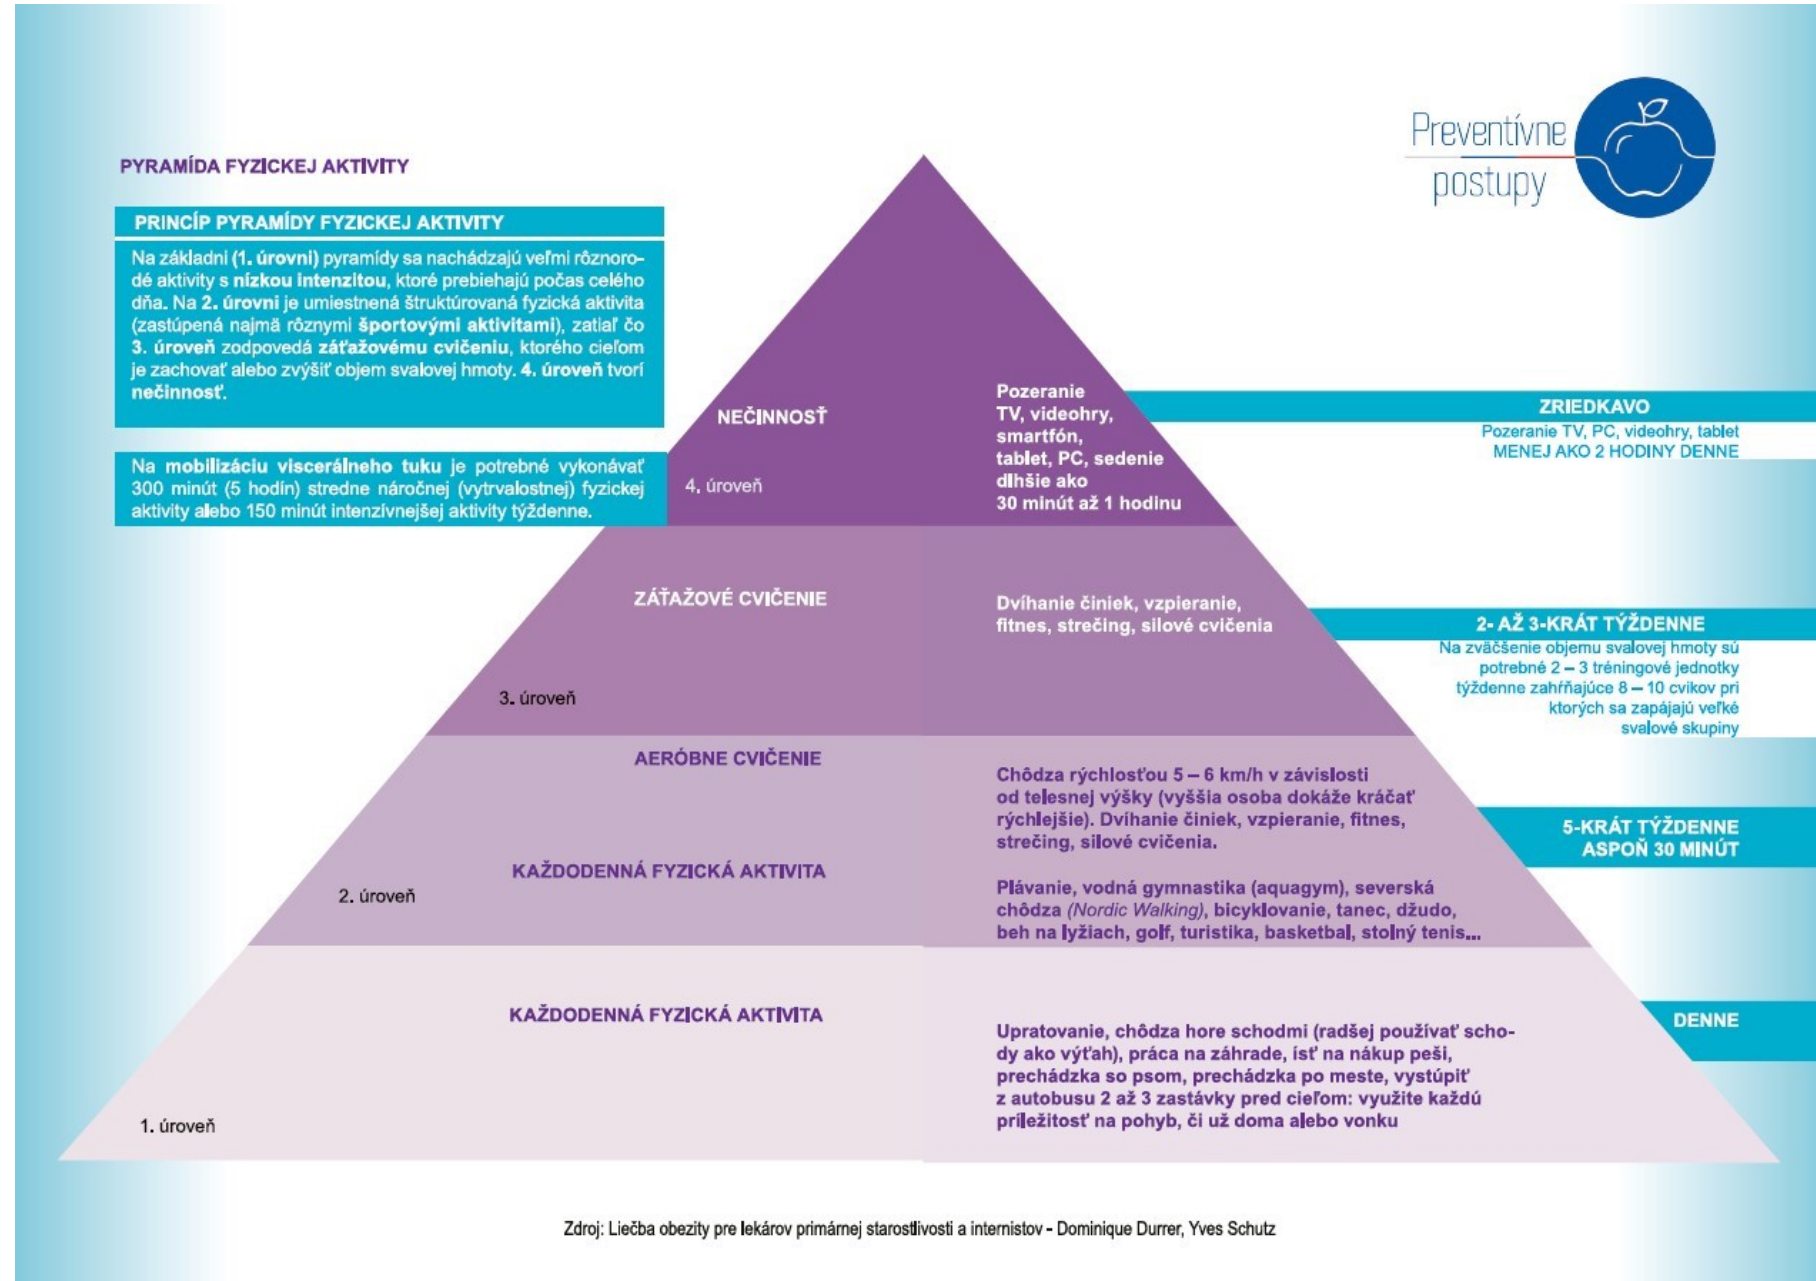 Preventívne
postupy
PYRAMÍDA FYZICKEJ AKTIVITY
PRINCÍP PYRAMÍDY FYZICKEJ AKTIVITY
Na základni (1. úrovni) pyramídy sa nachádzajú veľmi rôznoro-
dé aktivity s nízkou intenzitou, ktoré prebiehajú počas celého
dňa. Na 2. úrovni je umiestnená štruktúrovaná fyzická aktivita
(zastúpená najmä rôznymi športovými aktivitami), zatiaľ čo
3. úroveň zodpovedá záťažovému cvičeniu, ktorého cieľom
je zachovať alebo zvýšiť objem svalovej hmoty. 4. úroveň tvorí
nečinnosť.
Na mobilizáciu viscerálneho tuku je potrebné vykonávať
300 minút (5 hodín) stredne náročnej (vytrvalostnej) fyzickej
aktivity alebo 150 minút intenzívnejšej aktivity týždenne.
NEČINNOSŤ
4. úroveň
Pozeranie
TV, videohry,
smartfón,
tablet, PC, sedenie
dlhšie ako
30 minút až 1 hodinu
ZRIEDKAVO
Pozeranie TV, PC, videohry, tablet
MENEJ AKO 2 HODINY DENNE
ZÁŤAŽOVÉ CVIČENIE
3. úroveň
Dvíhanie činiek, vzpieranie,
fitnes, strečing, silové cvičenia
2- AŽ 3-KRÁT TÝŽDENNE
Na zväčšenie objemu svalovej hmoty sú
potrebné 2 – 3 tréningové jednotky
týždenne zahŕňajúce 8 – 10 cvikov pri
ktorých sa zapájajú veľké
svalové skupiny
AERÓBNE CVIČENIE
Chôdza rýchlosťou 5 – 6 km/h v závislosti
od telesnej výšky (vyššia osoba dokáže kráčať
rýchlejšie). Dvíhanie činiek, vzpieranie, fitnes,
strečing, silové cvičenia.
KAŽDODENNÁ FYZICKÁ AKTIVITA
2. úroveň
Plávanie, vodná gymnastika (aquagym), severská
chôdza (Nordic Walking), bicyklovanie, tanec, džudo,
beh na lyžiach, golf, turistika, basketbal, stolný tenis...
5-KRÁT TÝŽDENNE
ASPOŇ 30 MINÚT
KAŽDODENNÁ FYZICKÁ AKTIVITA
1. úroveň
Upratovanie, chôdza hore schodmi (radšej používať scho-
dy ako výťah), práca na záhrade, ísť na nákup peši,
prechádzka so psom, prechádzka po meste, vystúpiť
z autobusu 2 až 3 zastávky pred cieľom: využite každú
príležitosť na pohyb, či už doma alebo vonku
DENNE
Zdroj: Liečba obezity pre lekárov primárnej starostlivosti a internistov - Dominique Durrer, Yves Schutz